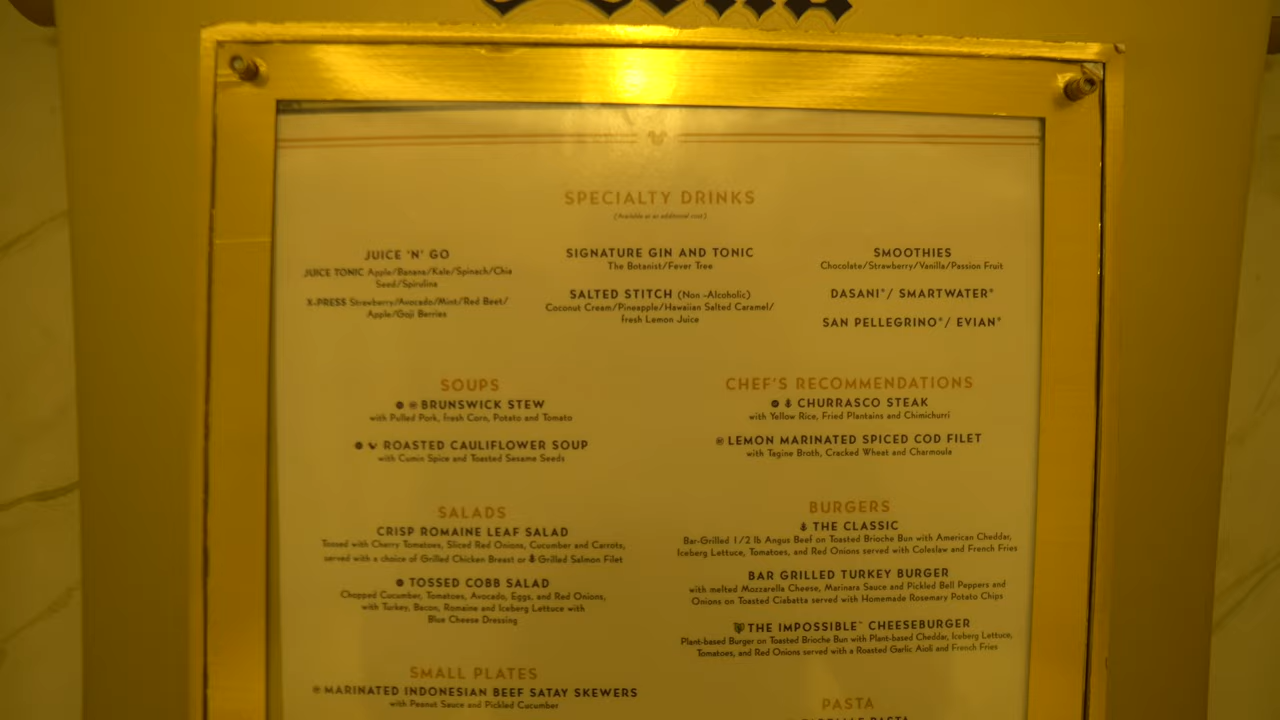 SPECIALTY DRINKS
(Available at an additional cost)
JUICE 'N' GO
JUICE TONIC Apple/Banana/Kale/Spinach/Chia
Seed/Spirulina
X-PRESS Strawberry/Avocado/Mint/Red Beet/
Apple/Goji Berries
SIGNATURE GIN AND TONIC
The Botanist/Fever Tree
SALTED STITCH (Non -Alcoholic)
Coconut Cream/Pineapple/Hawaiian Salted Caramel/
fresh Lemon Juice
SMOOTHIES
Chocolate/Strawberry/Vanilla/Passion Fruit
DASANI®/ SMARTWATER®
SAN PELLEGRINO®/ EVIAN®
SOUPS
BRUNSWICK STEW
with Pulled Pork, fresh Corn, Potato and Tomato
ROASTED CAULIFLOWER SOUP
with Cumin Spice and Toasted Sesame Seeds
SALADS
CRISP ROMAINE LEAF SALAD
Tossed with Cherry Tomatoes, Sliced Red Onions, Cucumber and Carrots,
served with a choice of Grilled Chicken Breast or Grilled Salmon Filet
TOSSED COBB SALAD
Chopped Cucumber, Tomatoes, Avocado, Eggs, and Red Onions,
with Turkey, Bacon, Romaine and Iceberg Lettuce with
Blue Cheese Dressing
SMALL PLATES
MARINATED INDONESIAN BEEF SATAY SKEWERS
with Peanut Sauce and Pickled Cucumber
CHEF'S RECOMMENDATIONS
CHURRASCO STEAK
with Yellow Rice, Fried Plantains and Chimichurri
LEMON MARINATED SPICED COD FILET
with Tagine Broth, Cracked Wheat and Charmoula
BURGERS
THE CLASSIC
Bar-Grilled 1/2 lb Angus Beef on Toasted Brioche Bun with American Cheddar,
Iceberg Lettuce, Tomatoes, and Red Onions served with Coleslaw and French Fries
BAR GRILLED TURKEY BURGER
with melted Mozzarella Cheese, Marinara Sauce and Pickled Bell Peppers and
Onions on Toasted Ciabatta served with Homemade Rosemary Potato Chips
THE IMPOSSIBLE™ CHEESEBURGER
Plant-based Burger on Toasted Brioche Bun with Plant-based Cheddar, Iceberg Lettuce,
Tomatoes, and Red Onions served with a Roasted Garlic Aioli and French Fries
PASTA